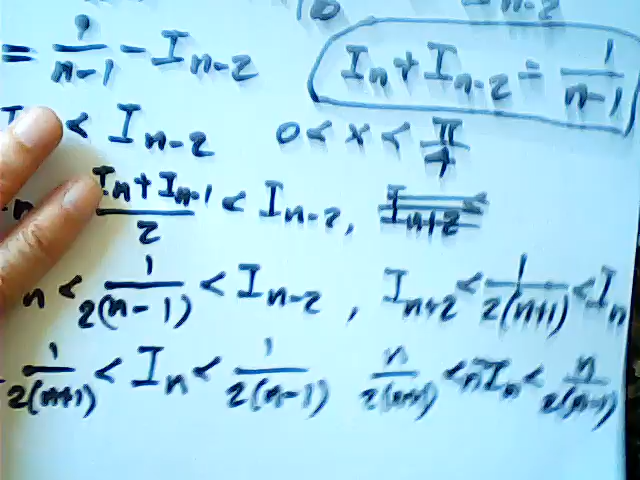 = 1/(n-1) - I_{n-2}
I_n + I_{n-2} = 1/(n-1)
< I_{n-2}    0 < x < π/4
(I_n + I_{n-1})/2 < I_{n-2},
n < 1/(2(n-1)) < I_{n-2} , I_{n+2} < 1/(2(n+1)) < I_n
1/(2(n+1)) < I_n < 1/(2(n-1))    n/(2(n+1)) < n I_n < n/(2(n-1))